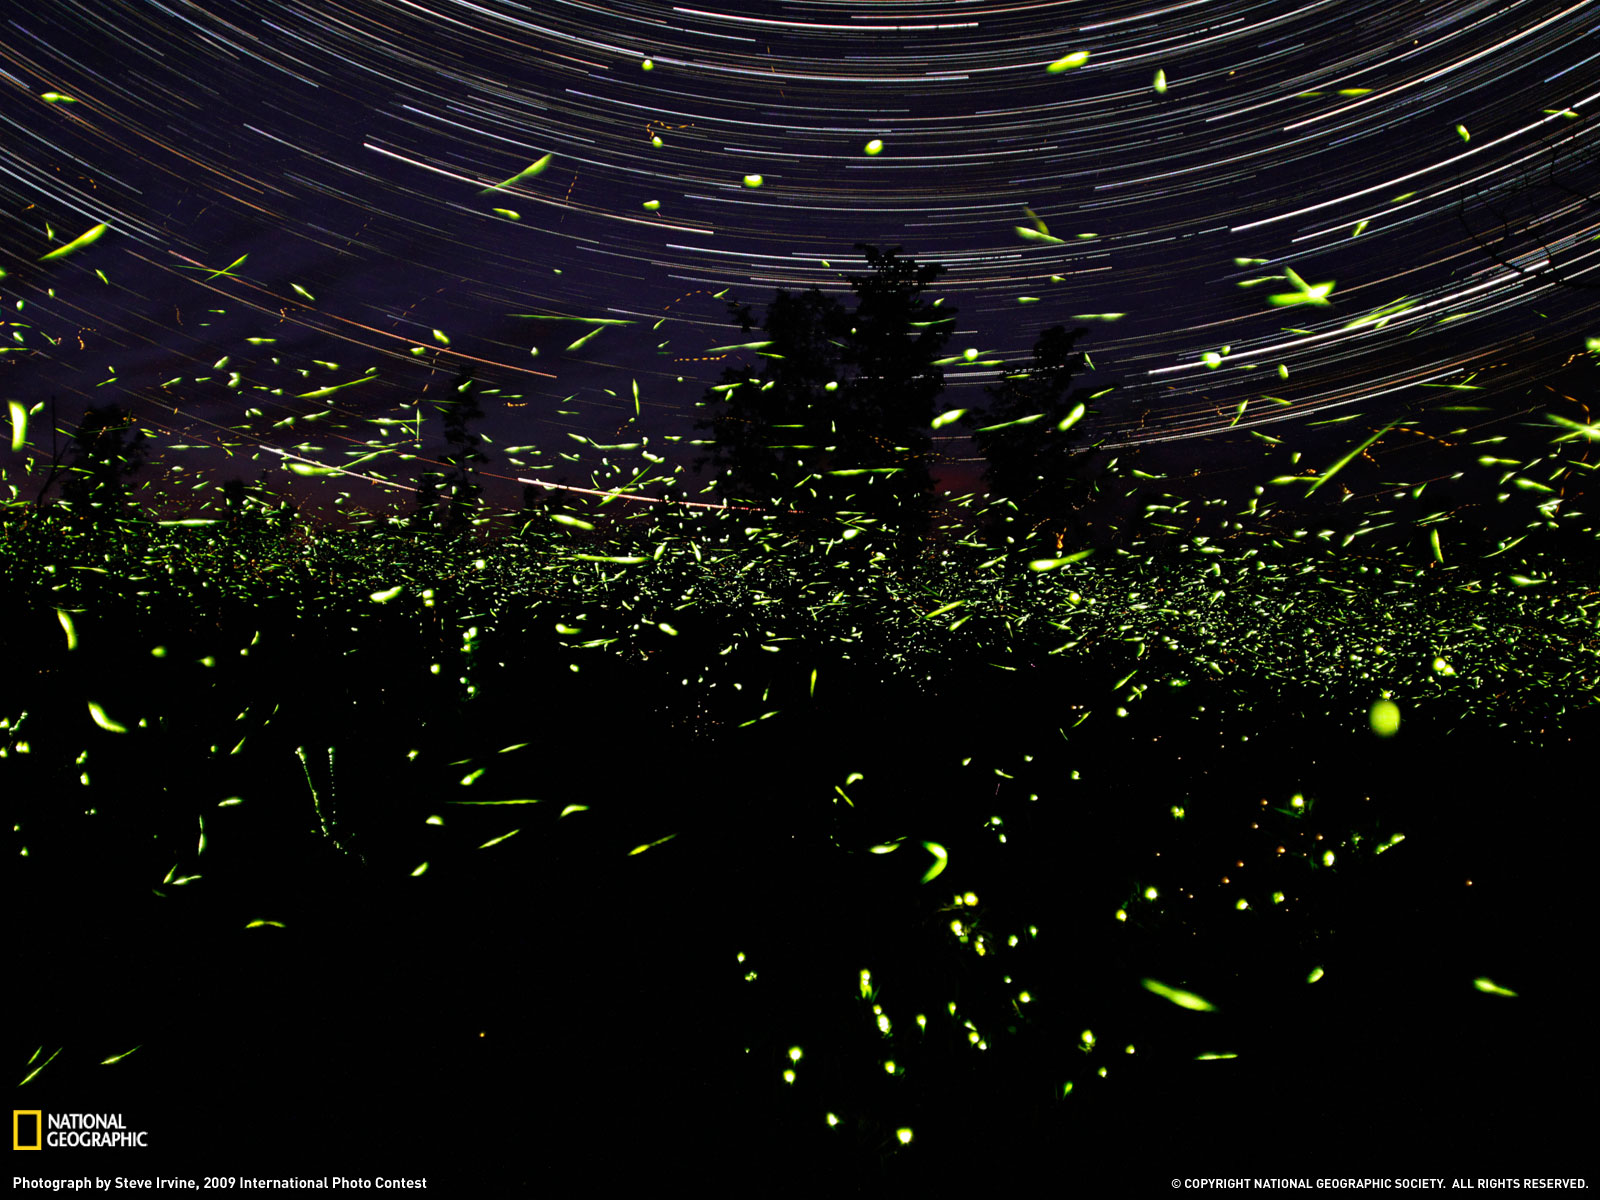 NATIONAL
GEOGRAPHIC
Photograph by Steve Irvine, 2009 International Photo Contest
© COPYRIGHT NATIONAL GEOGRAPHIC SOCIETY. ALL RIGHTS RESERVED.